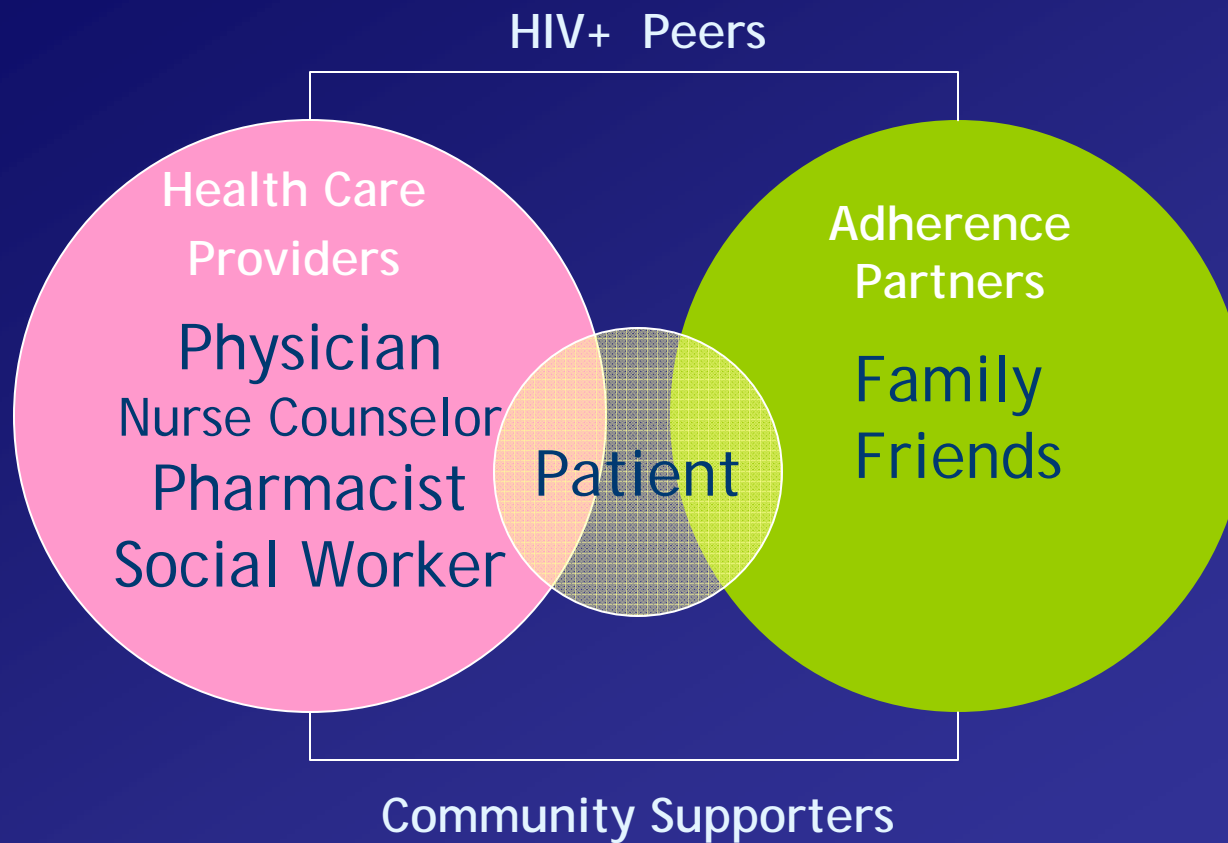 HIV+ Peers
Health Care
Providers
Physician
Nurse Counselor
Pharmacist
Social Worker
Patient
Adherence
Partners
Family
Friends
Community Supporters